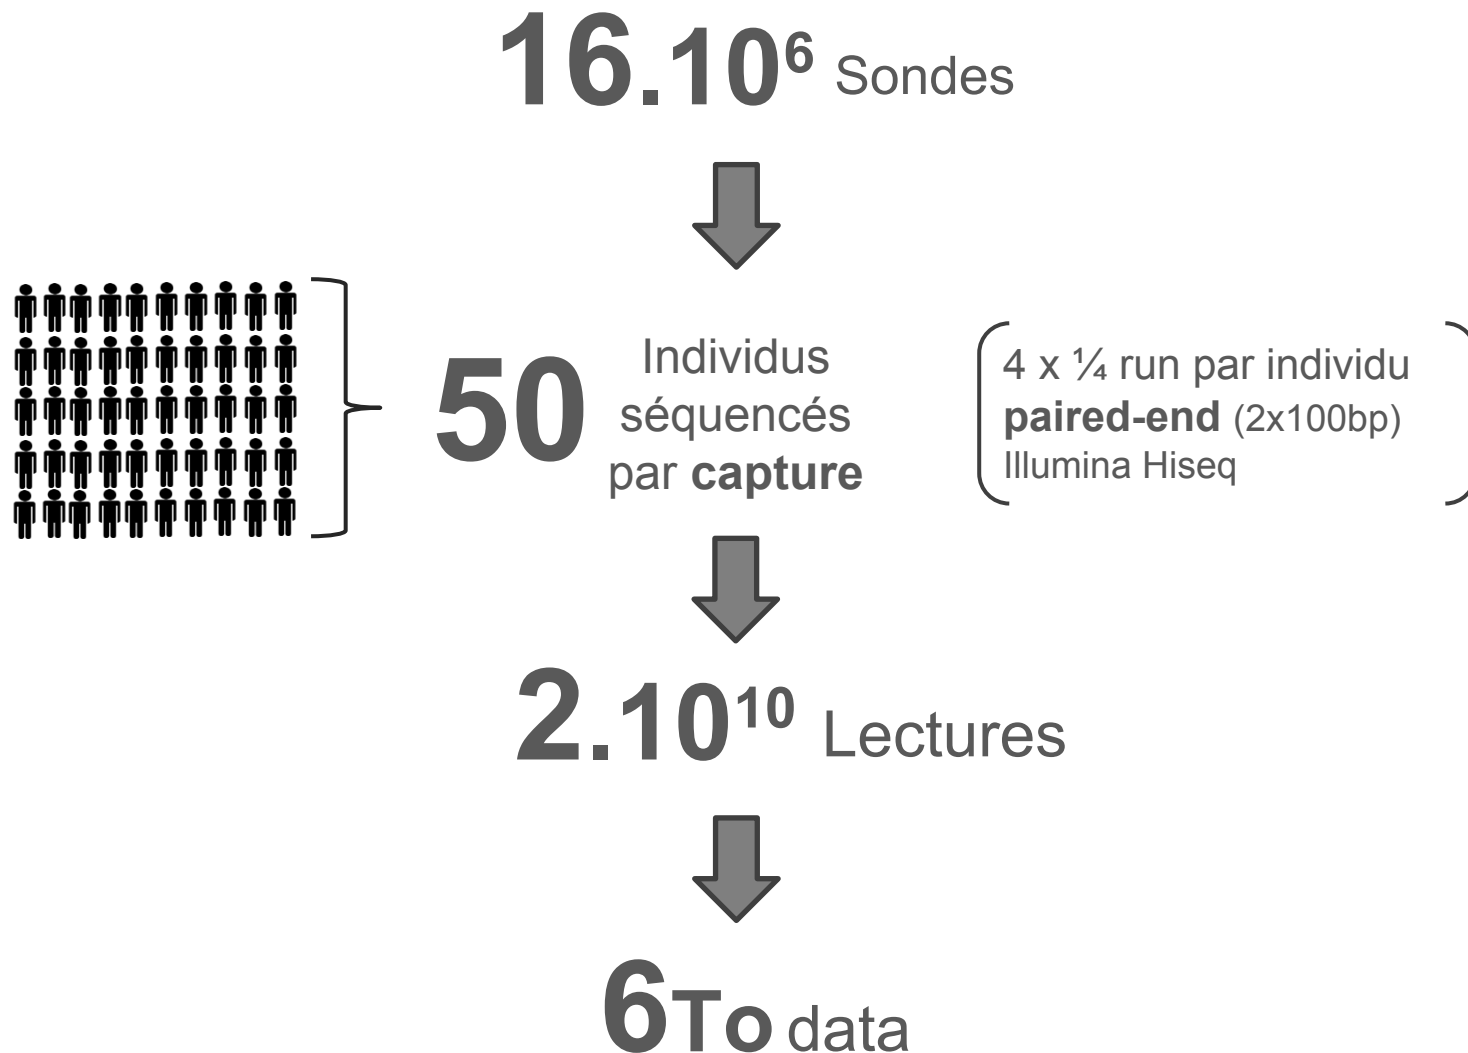 16.10⁶ Sondes
50
Individus
séquencés
par capture
4 x ¼ run par individu
paired-end (2x100bp)
Illumina Hiseq
2.10¹⁰ Lectures
6To data